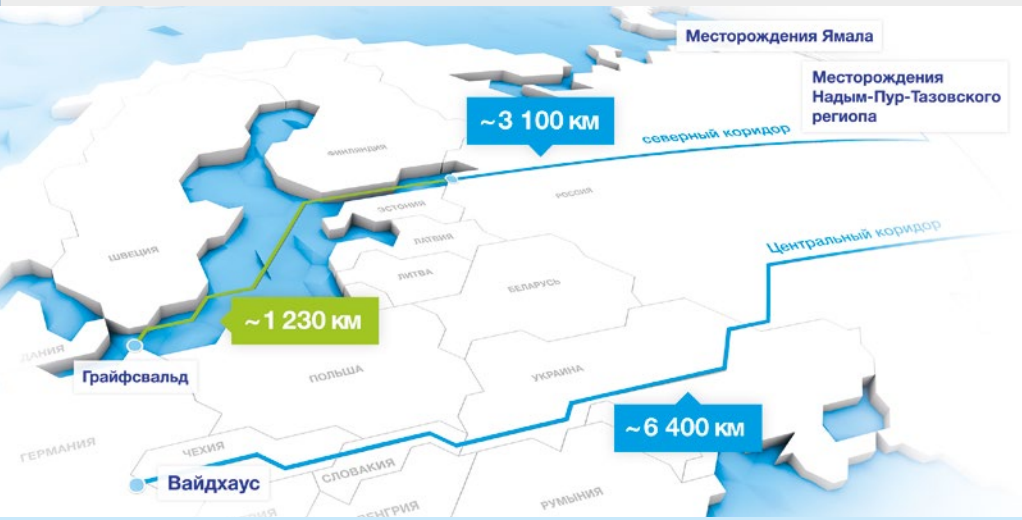 Месторождения Ямала
Месторождения
Надым-Пур-Тазовского
региопа
~3 100 км
северный коридор
ФИНЛЯНДИЯ
РОССИЯ
ЭСТОНИЯ
ЛАТВИЯ
Центральный коридор
ШВЕЦИЯ
ЛИТВА
БЕЛАРУСЬ
~1 230 км
ДАНИЯ
Грайфсвальд
ПОЛЬША
УКРАИНА
~6 400 км
ГЕРМАНИЯ
ЧЕХИЯ
СЛОВАКИЯ
Вайдхаус
РУМЫНИЯ